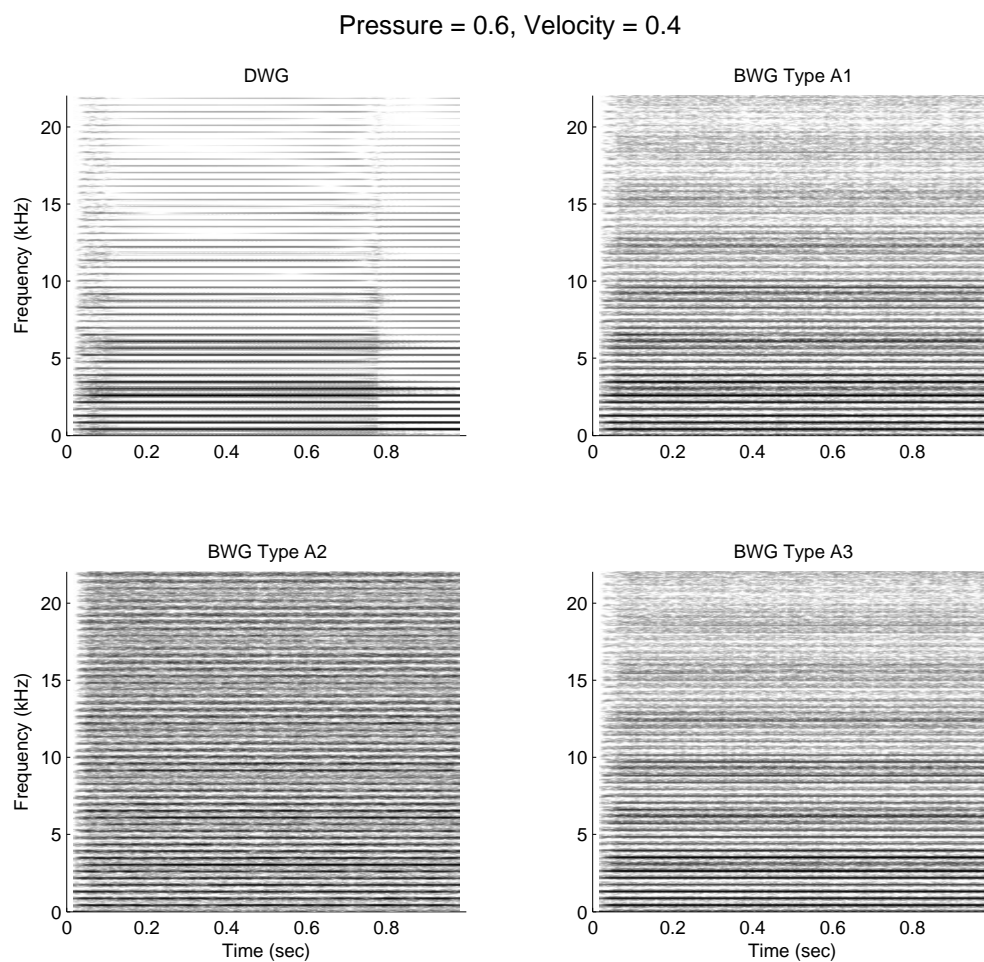 Pressure = 0.6, Velocity = 0.4
DWG
BWG Type A1
Frequency (kHz)
20
15
10
5
0
0 0.2 0.4 0.6 0.8
20
15
10
5
0
0 0.2 0.4 0.6 0.8
BWG Type A2
BWG Type A3
Frequency (kHz)
20
15
10
5
0
0 0.2 0.4 0.6 0.8
Time (sec)
20
15
10
5
0
0 0.2 0.4 0.6 0.8
Time (sec)